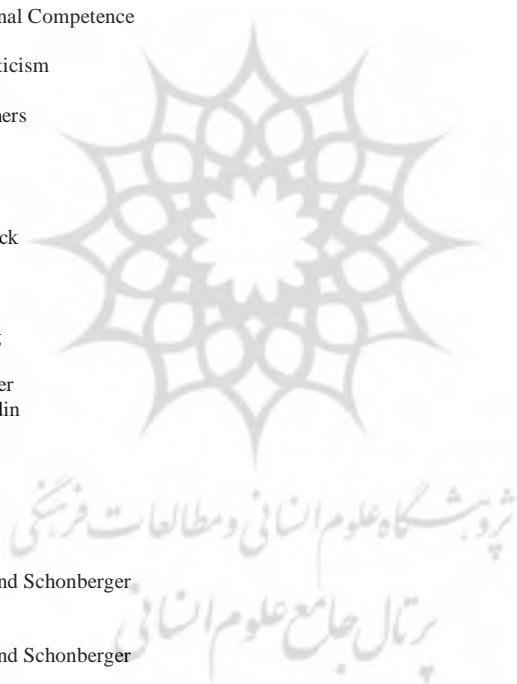 nal Competence
ticism
ners
ck
g
er
lin
پژوهشگاه علوم انسانی و مطالعات فرهنگی
nd Schonberger
پرتال جامع علوم انسانی
nd Schonberger